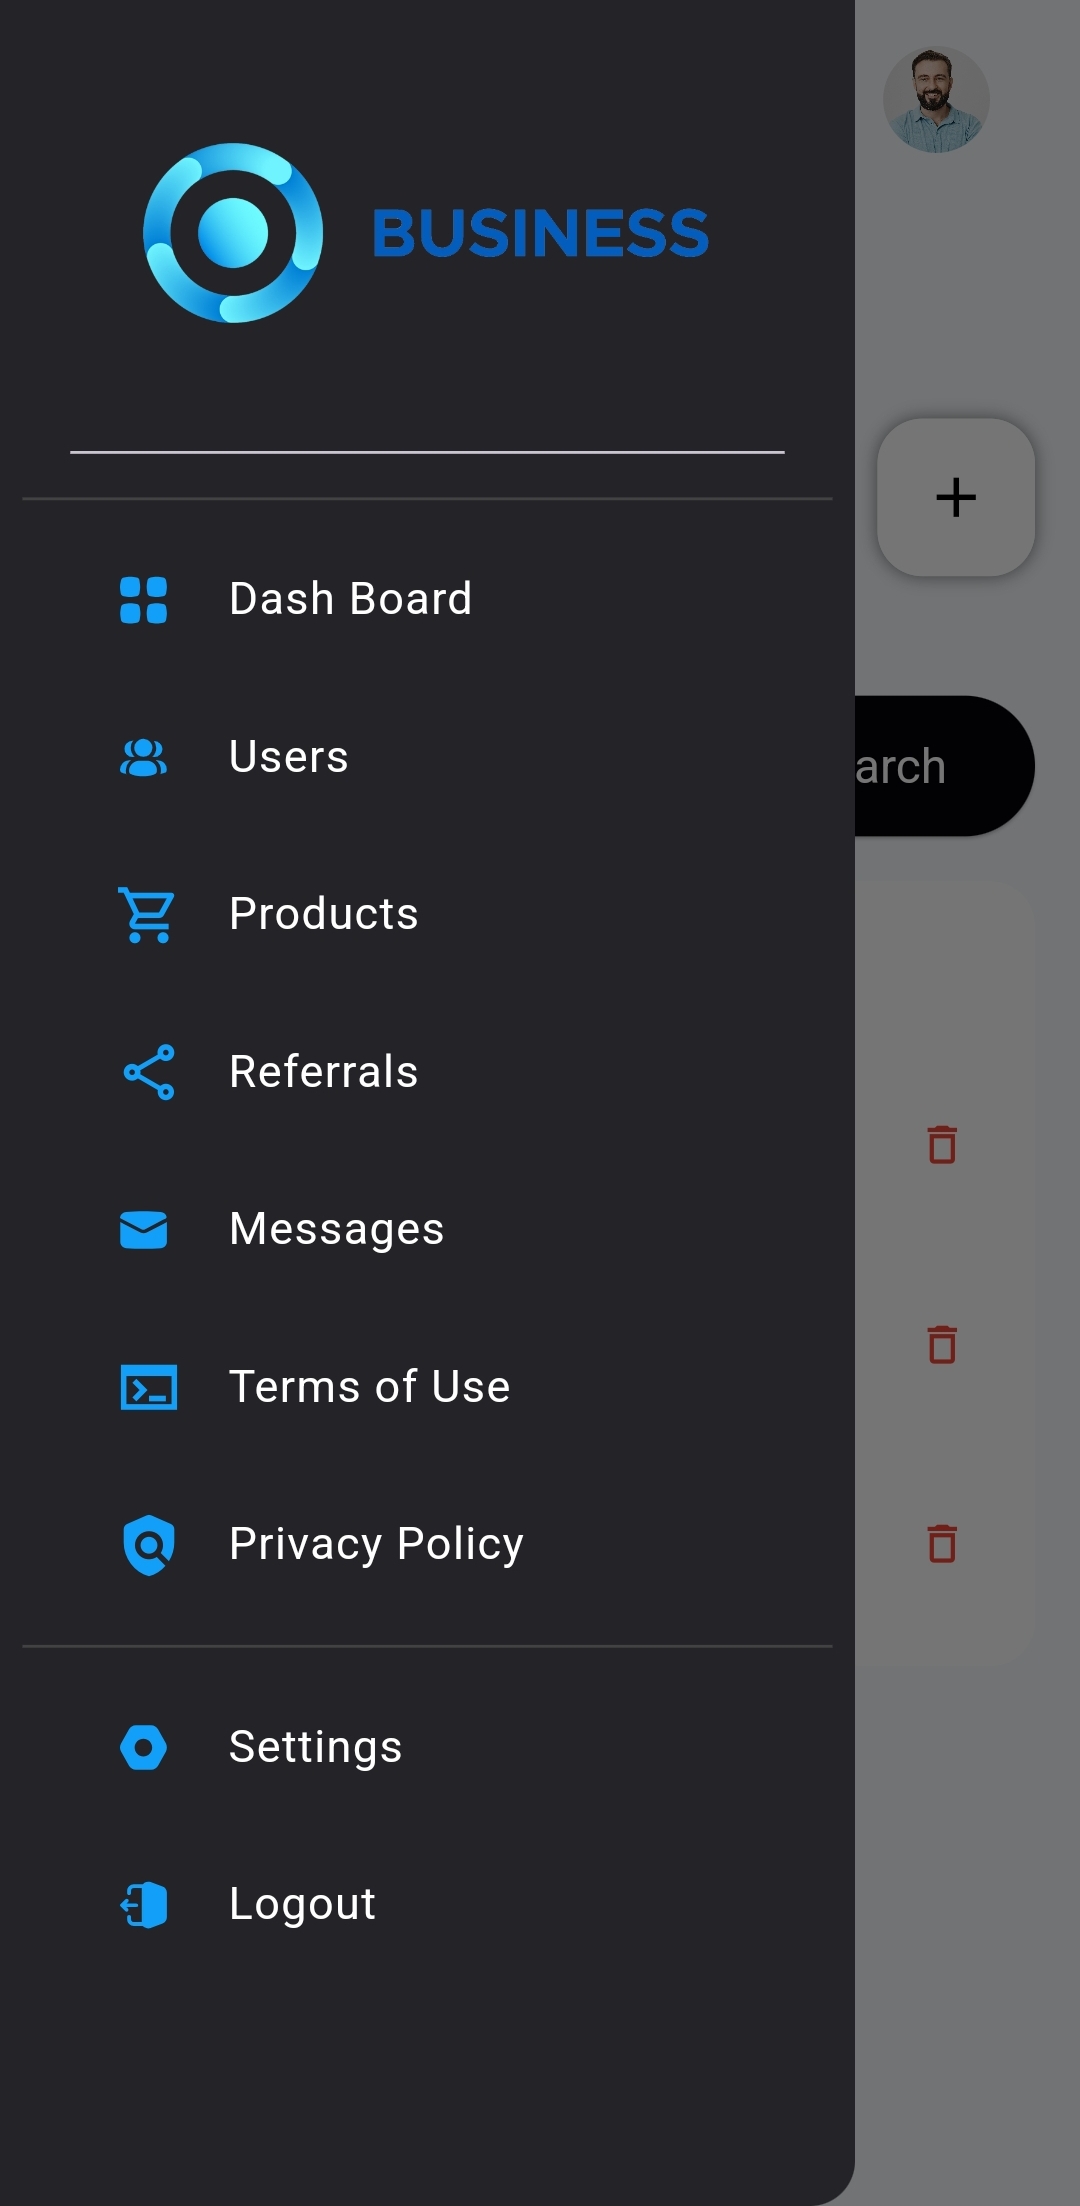 BUSINESS
Dash Board
Users
arch
Products
Referrals
Messages
Terms of Use
Privacy Policy
Settings
Logout